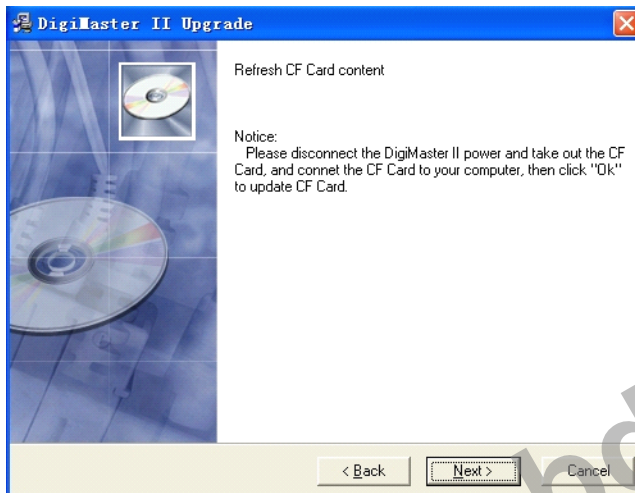 DigiMaster II Upgrade
Refresh CF Card content
Notice:
Please disconnect the DigiMaster II power and take out the CF
Card, and connet the CF Card to your computer, then click "Ok"
to update CF Card.
< Back
Next >
Cancel